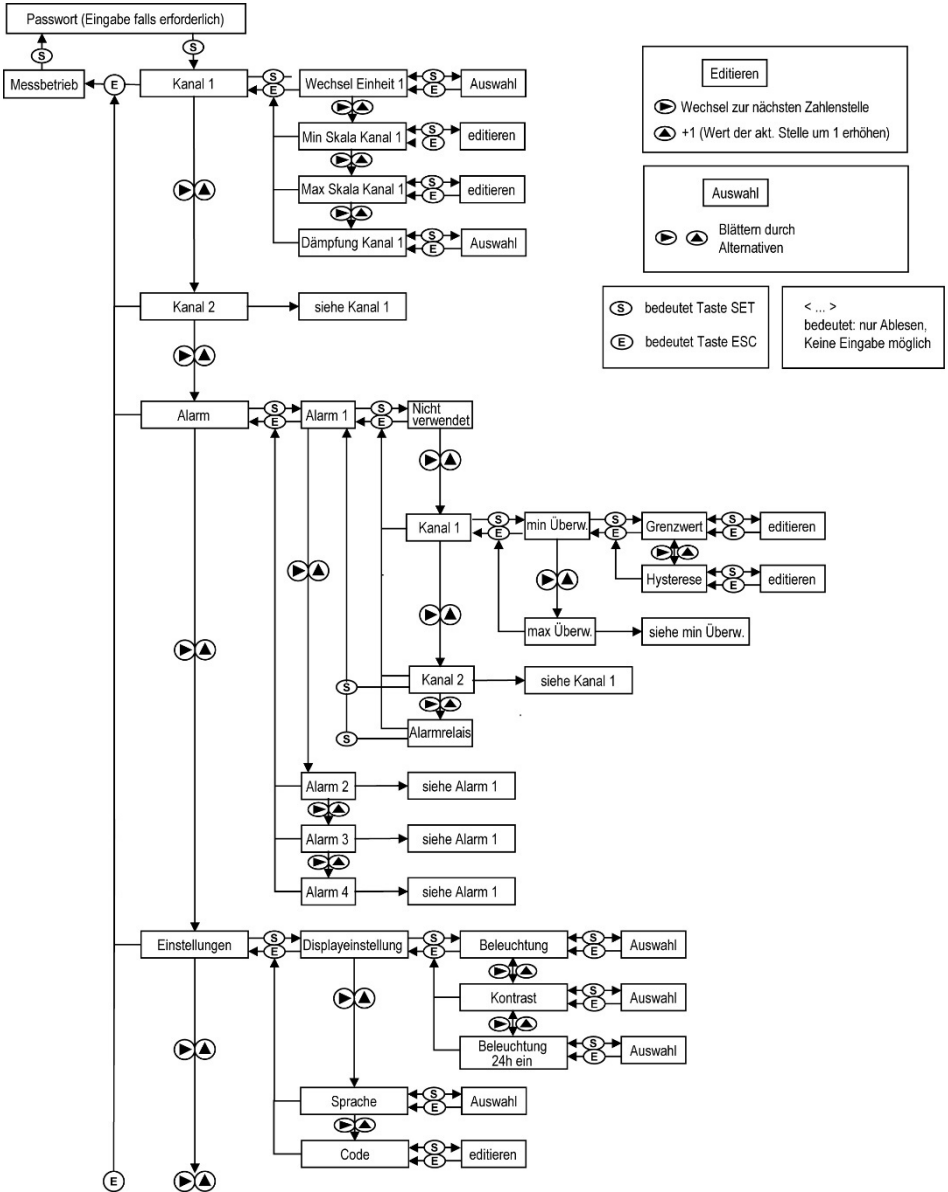 Passwort (Eingabe falls erforderlich)
S
S
Messbetrieb
E
Kanal 1
S
E
Wechsel Einheit 1
S
E
Auswahl
Min Skala Kanal 1
S
E
editieren
Max Skala Kanal 1
S
E
editieren
Dämpfung Kanal 1
S
E
Auswahl
Editieren
Wechsel zur nächsten Zahlenstelle
+1 (Wert der akt. Stelle um 1 erhöhen)
Auswahl
Blättern durch
Alternativen
S bedeutet Taste SET
E bedeutet Taste ESC
< ... >
bedeutet: nur Ablesen,
Keine Eingabe möglich
Kanal 2
siehe Kanal 1
Alarm
S
E
Alarm 1
S
E
Nicht
verwendet
Kanal 1
S
E
min Überw.
S
E
Grenzwert
S
E
editieren
Hysterese
S
E
editieren
max Überw.
siehe min Überw.
Kanal 2
siehe Kanal 1
S
Alarmrelais
S
Alarm 2
siehe Alarm 1
Alarm 3
siehe Alarm 1
Alarm 4
siehe Alarm 1
Einstellungen
S
E
Displayeinstellung
S
E
Beleuchtung
S
E
Auswahl
Kontrast
S
E
Auswahl
Beleuchtung
24h ein
S
E
Auswahl
Sprache
S
E
Auswahl
Code
S
E
editieren
E